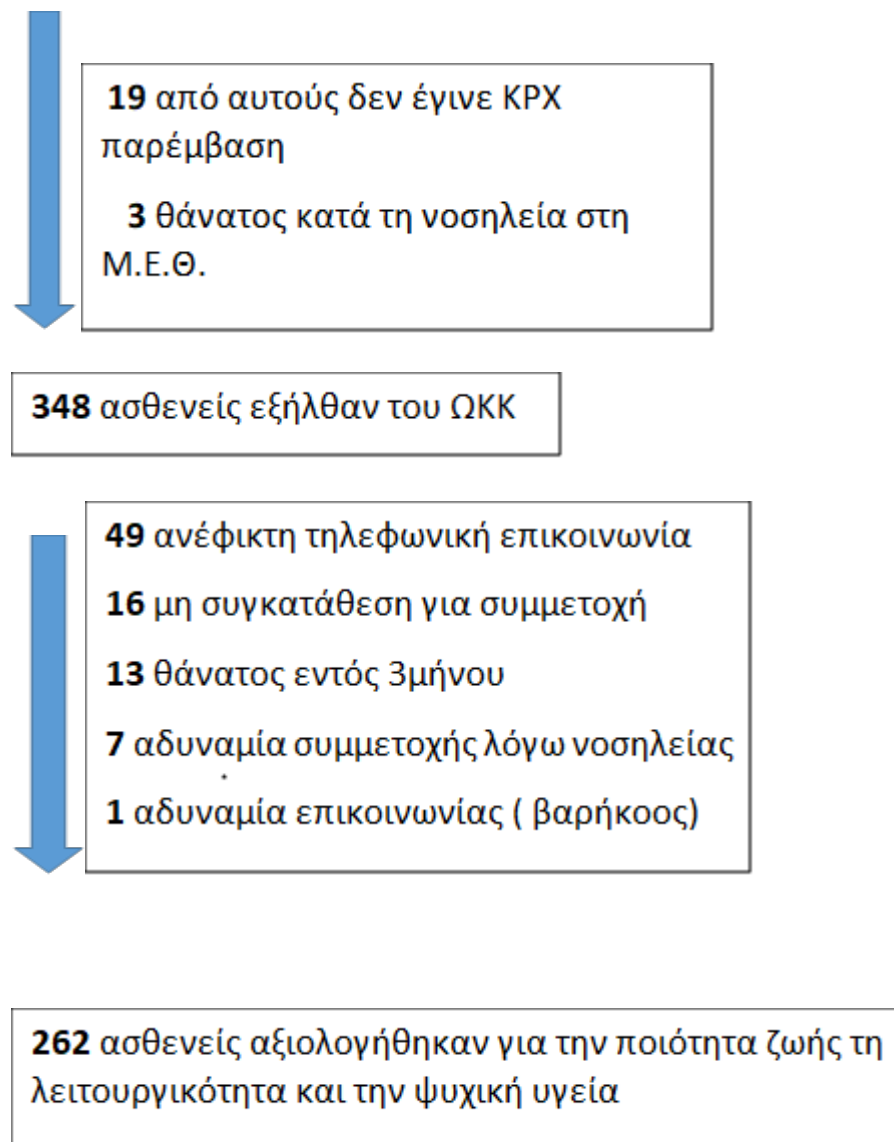 19 από αυτούς δεν έγινε ΚΡΧ
παρέμβαση
3 θάνατος κατά τη νοσηλεία στη
Μ.Ε.Θ.
348 ασθενείς εξήλθαν του ΩΚΚ
49 ανέφικτη τηλεφωνική επικοινωνία
16 μη συγκατάθεση για συμμετοχή
13 θάνατος εντός 3μήνου
7 αδυναμία συμμετοχής λόγω νοσηλείας
1 αδυναμία επικοινωνίας ( βαρήκοος)
262 ασθενείς αξιολογήθηκαν για την ποιότητα ζωής τη
λειτουργικότητα και την ψυχική υγεία